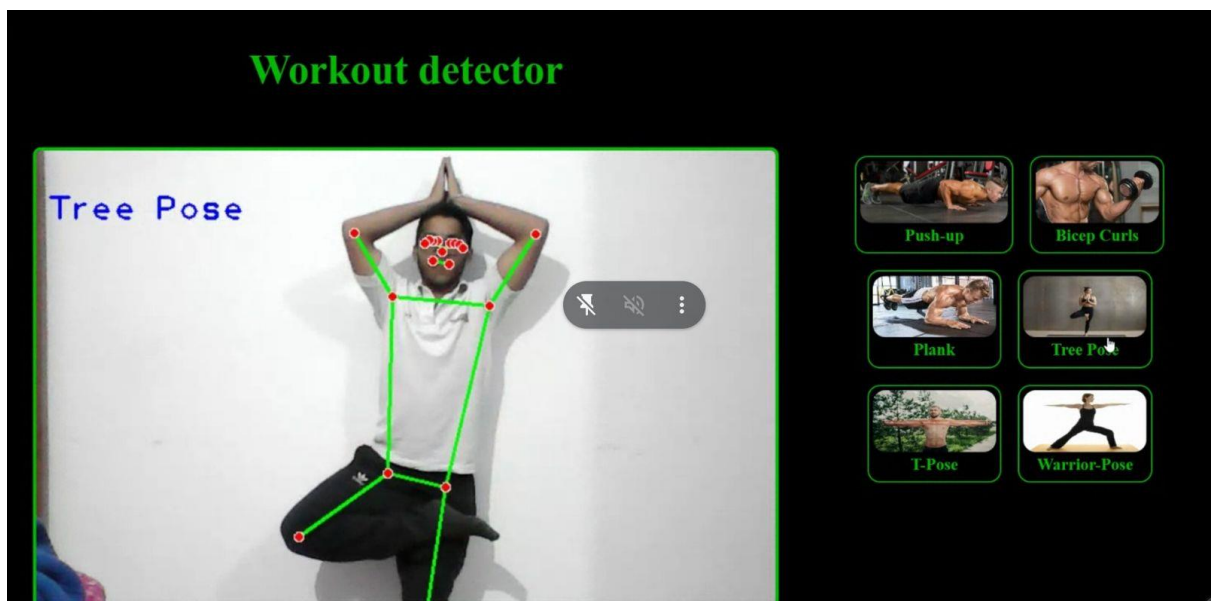 Workout detector
Tree Pose
Push-up
Bicep Curls
Plank
Tree Pose
T-Pose
Warrior-Pose